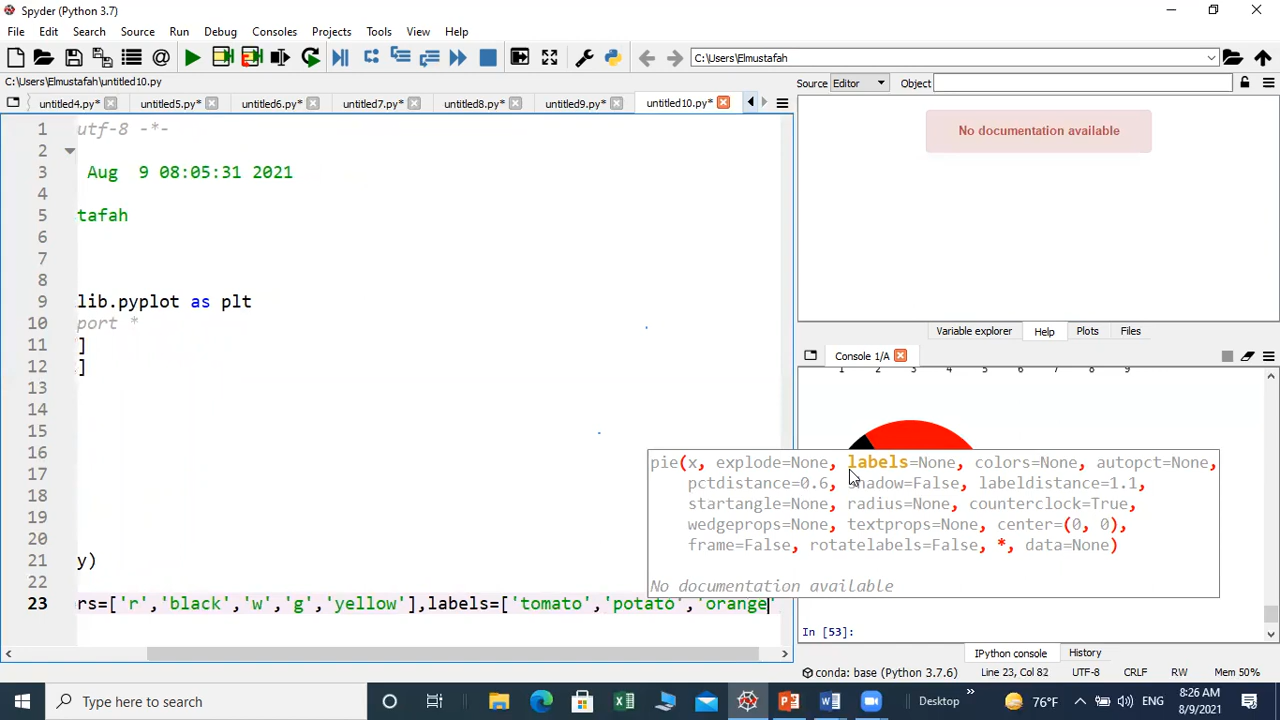 Spyder (Python 3.7)
File Edit Search Source Run Debug Consoles Projects Tools View Help
C:\Users\Elmustafah
C:\Users\Elmustafah\untitled10.py
untitled4.py* untitled5.py* untitled6.py* untitled7.py* untitled8.py* untitled9.py* untitled10.py*
Source Editor Object
No documentation available
1 utf-8 -*-
2
3 Aug  9 08:05:31 2021
4
5 tafah
6
7
8
9 lib.pyplot as plt
10 port *
11 ]
12 ]
13
14
15
16
17
18
19
20
21 y)
22
23 rs=['r','black','w','g','yellow'],labels=['tomato','potato','orange'
Variable explorer Help Plots Files
Console 1/A
1 2 3 4 5 6 7 8 9
pie(x, explode=None, labels=None, colors=None, autopct=None,
pctdistance=0.6, shadow=False, labeldistance=1.1,
startangle=None, radius=None, counterclock=True,
wedgeprops=None, textprops=None, center=(0, 0),
frame=False, rotatelabels=False, *, data=None)
No documentation available
In [53]:
IPython console History
conda: base (Python 3.7.6) Line 23, Col 82 UTF-8 CRLF RW Mem 50%
Type here to search
Desktop » 76°F ENG 8:26 AM
8/9/2021